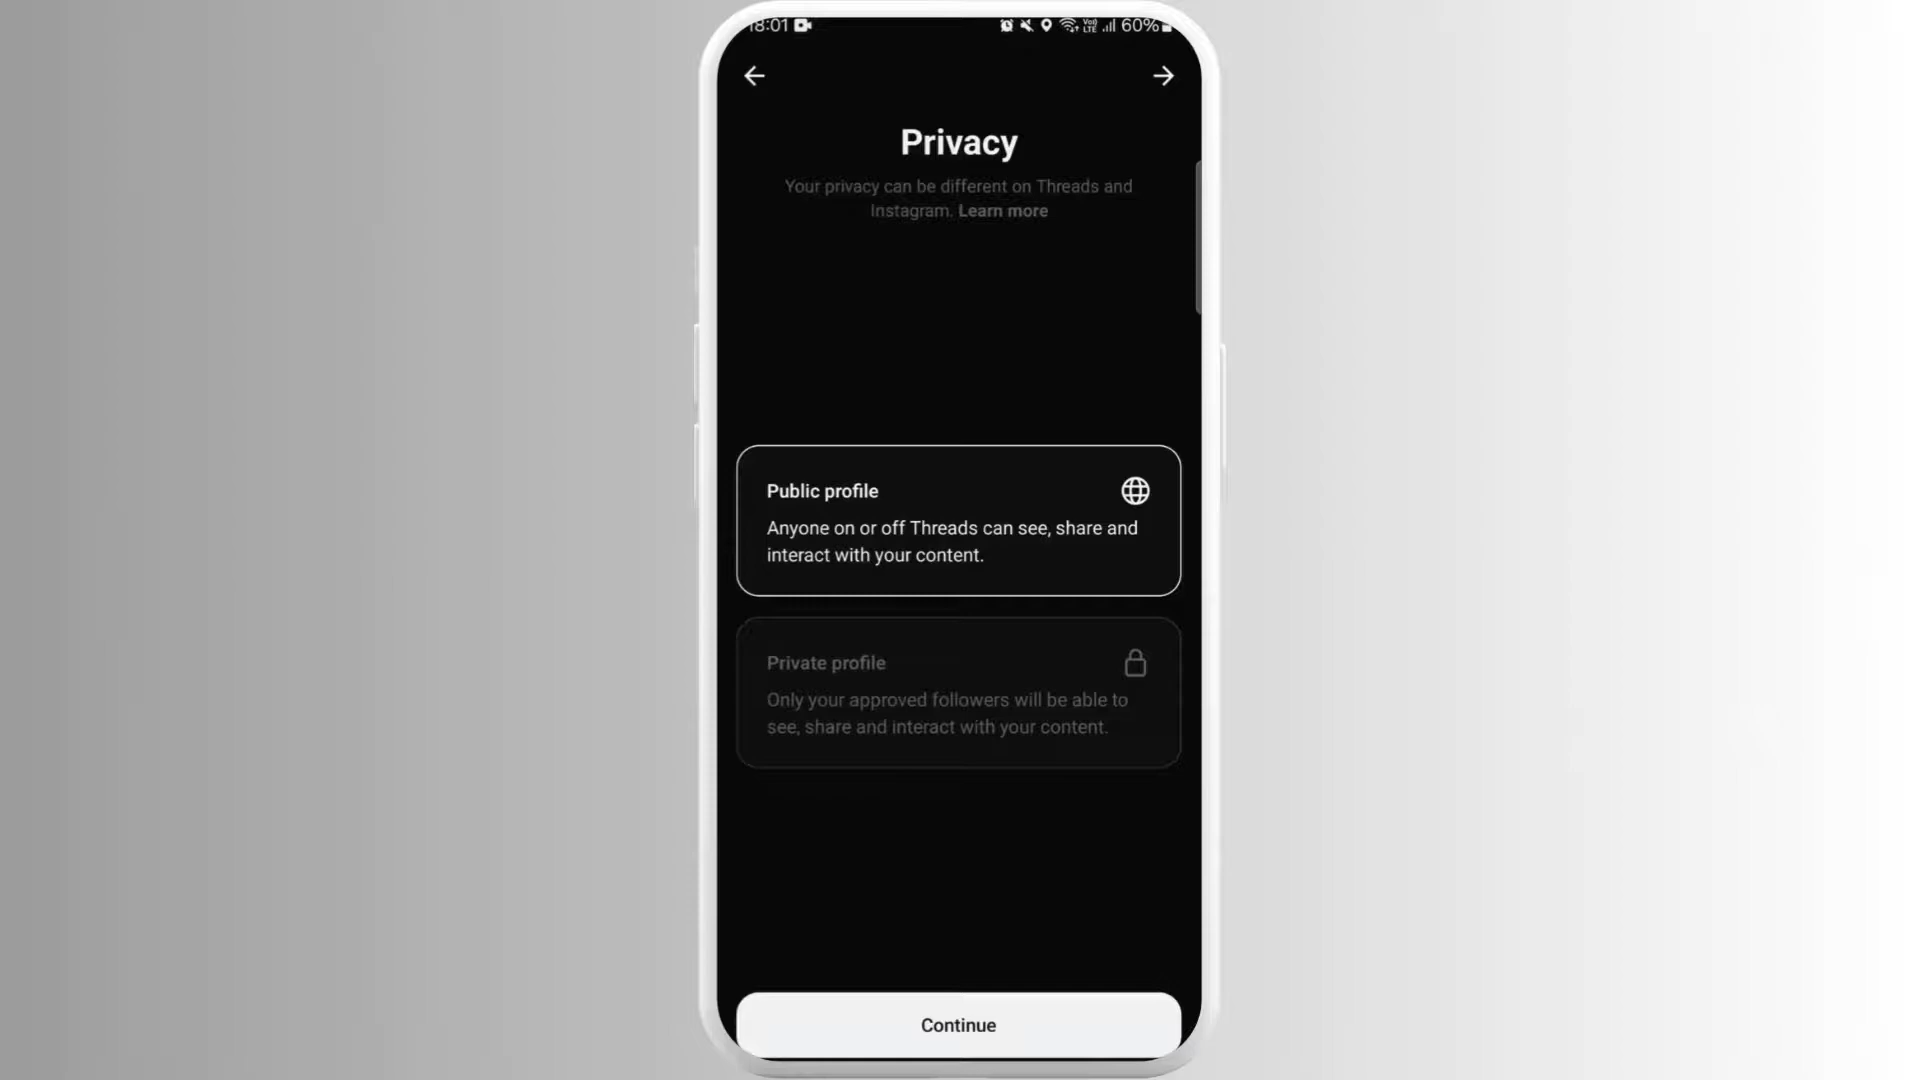 18:01
Vo) LTE 60%
Privacy
Your privacy can be different on Threads and
Instagram. Learn more
Public profile
Anyone on or off Threads can see, share and
interact with your content.
Private profile
Only your approved followers will be able to
see, share and interact with your content.
Continue